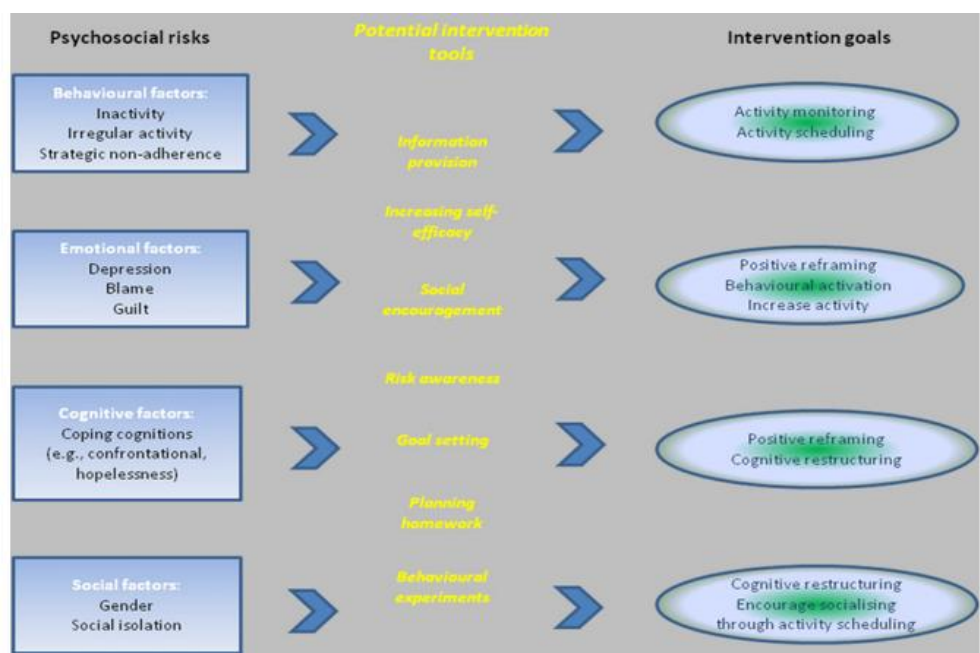 Psychosocial risks
Potential intervention
tools
Intervention goals
Behavioural factors:
Inactivity
Irregular activity
Strategic non-adherence
Information
provision
Activity monitoring
Activity scheduling
Increasing self-
efficacy
Emotional factors:
Depression
Blame
Guilt
Social
encouragement
Positive reframing
Behavioural activation
Increase activity
Risk awareness
Cognitive factors:
Coping cognitions
(e.g., confrontational,
hopelessness)
Goal setting
Positive reframing
Cognitive restructuring
Planning
homework
Social factors:
Gender
Social isolation
Behavioural
experiments
Cognitive restructuring
Encourage socialising
through activity scheduling